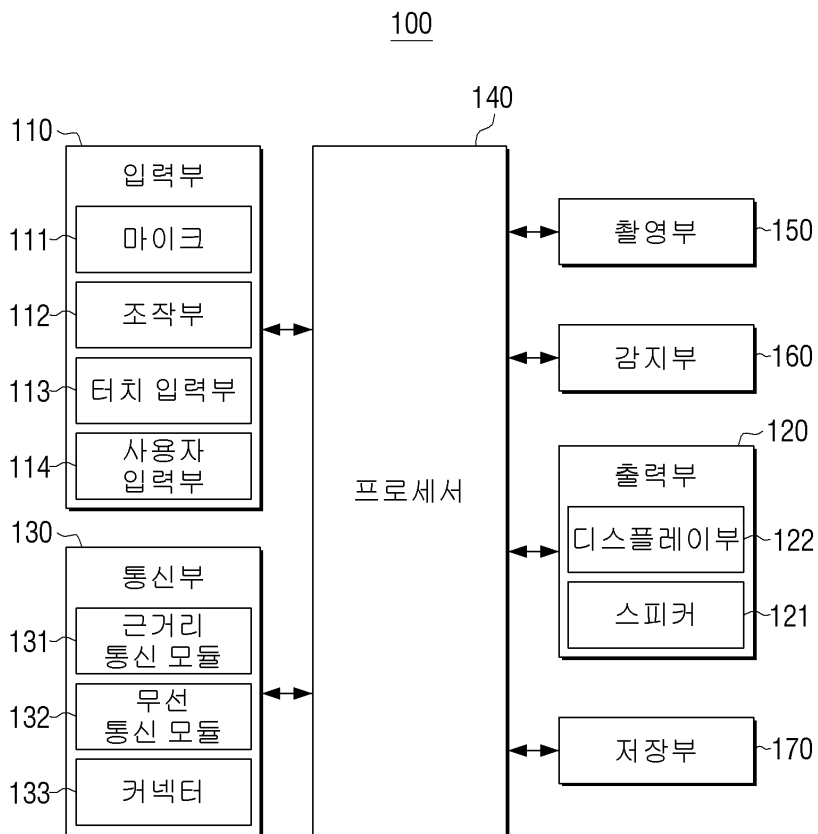 100
110
입력부
111
마이크
112
조작부
113
터치 입력부
114
사용자
입력부
130
통신부
131
근거리
통신 모듈
132
무선
통신 모듈
133
커넥터
140
프로세서
촬영부
150
감지부
160
120
출력부
디스플레이부
122
스피커
121
저장부
170